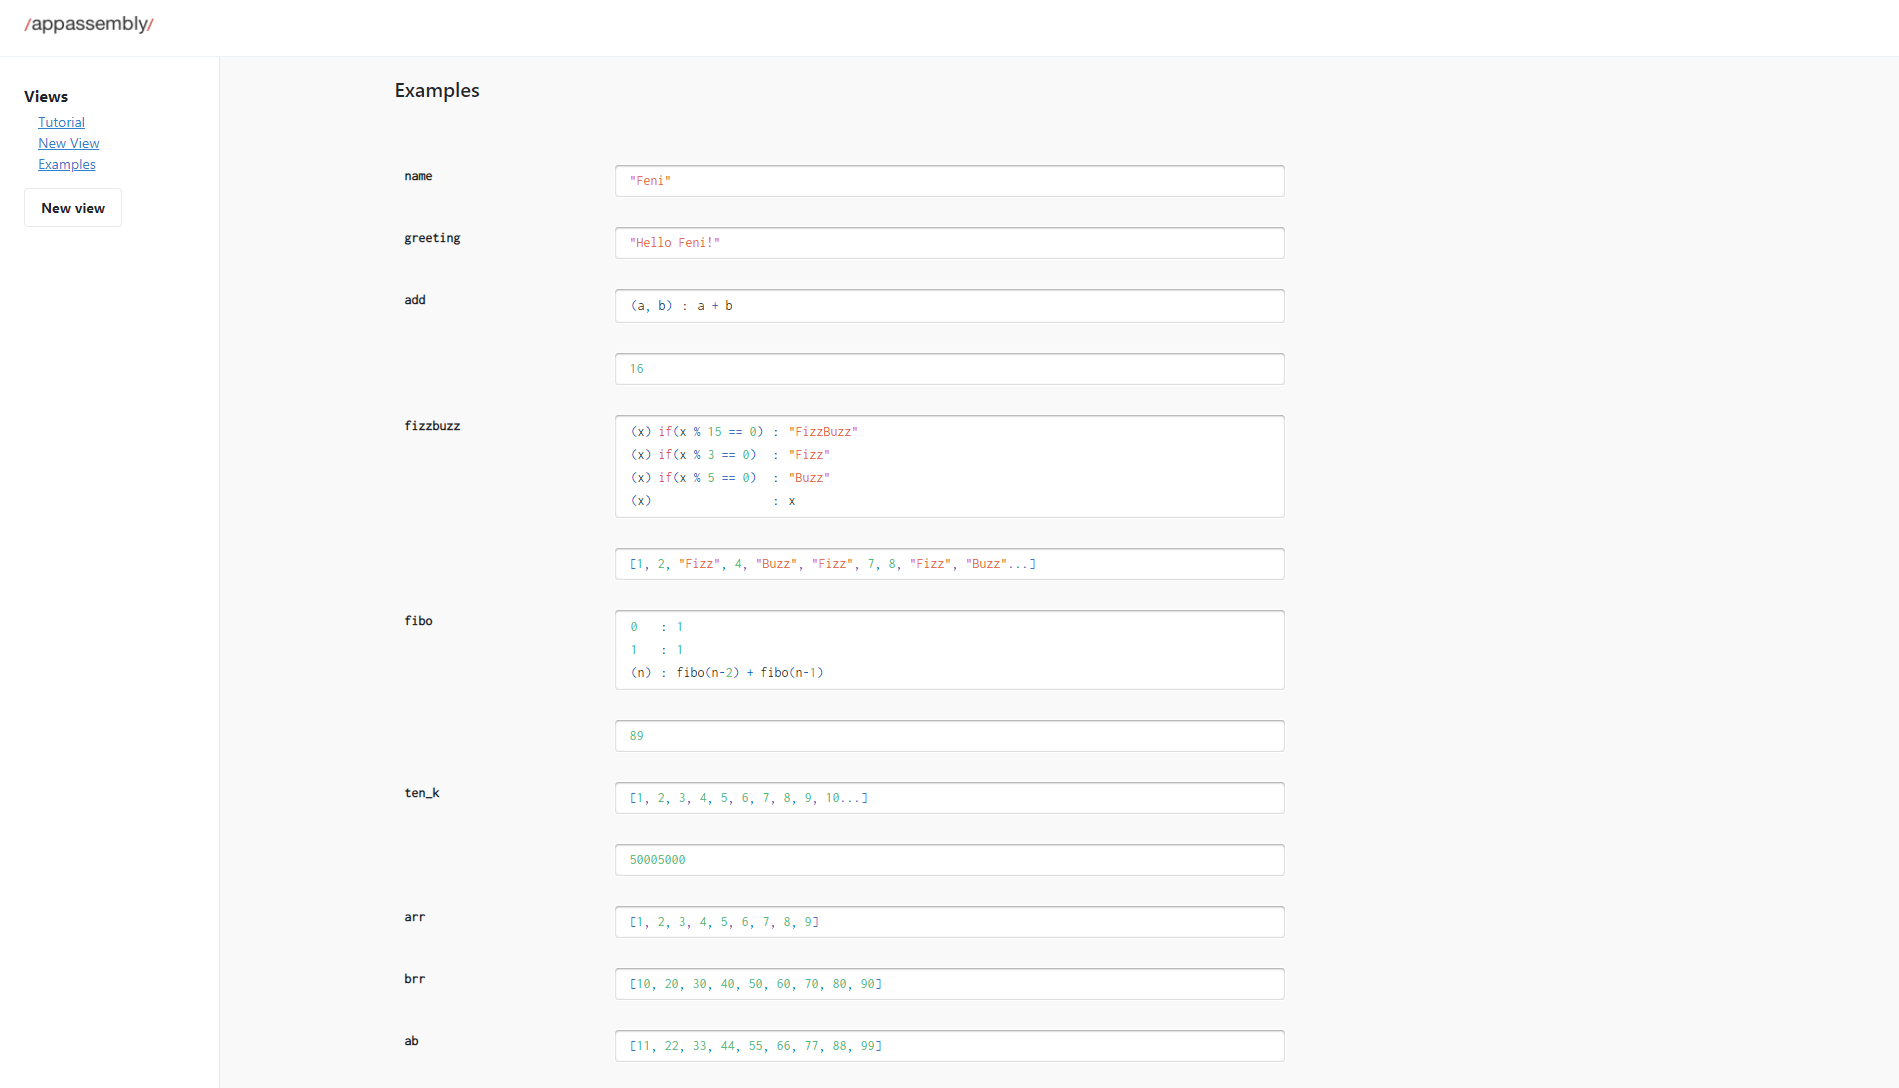 /appassembly/
Views
Tutorial
New View
Examples
New view
Examples
name
"Feni"
greeting
"Hello Feni!"
add
(a, b) : a + b
16
fizzbuzz
(x) if(x % 15 == 0) : "FizzBuzz"
(x) if(x % 3 == 0)  : "Fizz"
(x) if(x % 5 == 0)  : "Buzz"
(x)                 : x
[1, 2, "Fizz", 4, "Buzz", "Fizz", 7, 8, "Fizz", "Buzz"...]
fibo
0   : 1
1   : 1
(n) : fibo(n-2) + fibo(n-1)
89
ten_k
[1, 2, 3, 4, 5, 6, 7, 8, 9, 10...]
50005000
arr
[1, 2, 3, 4, 5, 6, 7, 8, 9]
brr
[10, 20, 30, 40, 50, 60, 70, 80, 90]
ab
[11, 22, 33, 44, 55, 66, 77, 88, 99]